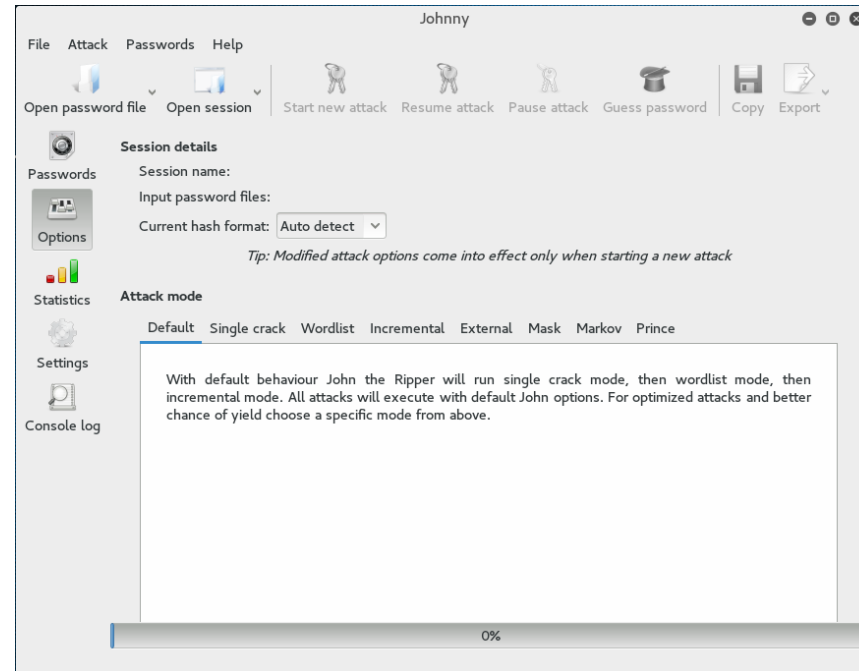 Johnny
File Attack Passwords Help
Open password file Open session Start new attack Resume attack Pause attack Guess password Copy Export
Passwords
Options
Statistics
Settings
Console log
Session details
Session name:
Input password files:
Current hash format: Auto detect
Tip: Modified attack options come into effect only when starting a new attack
Attack mode
Default Single crack Wordlist Incremental External Mask Markov Prince
With default behaviour John the Ripper will run single crack mode, then wordlist mode, then
incremental mode. All attacks will execute with default John options. For optimized attacks and better
chance of yield choose a specific mode from above.
0%